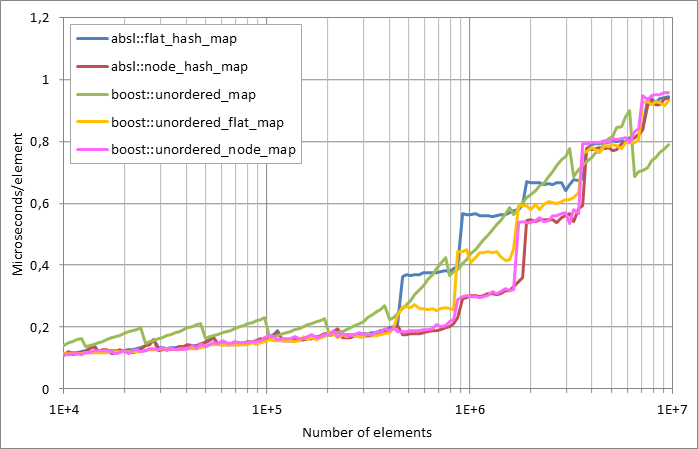 1,2
1
0,8
0,6
0,4
0,2
0
Microseconds/element
absl::flat_hash_map
absl::node_hash_map
boost::unordered_map
boost::unordered_flat_map
boost::unordered_node_map
1E+4 1E+5 1E+6 1E+7
Number of elements